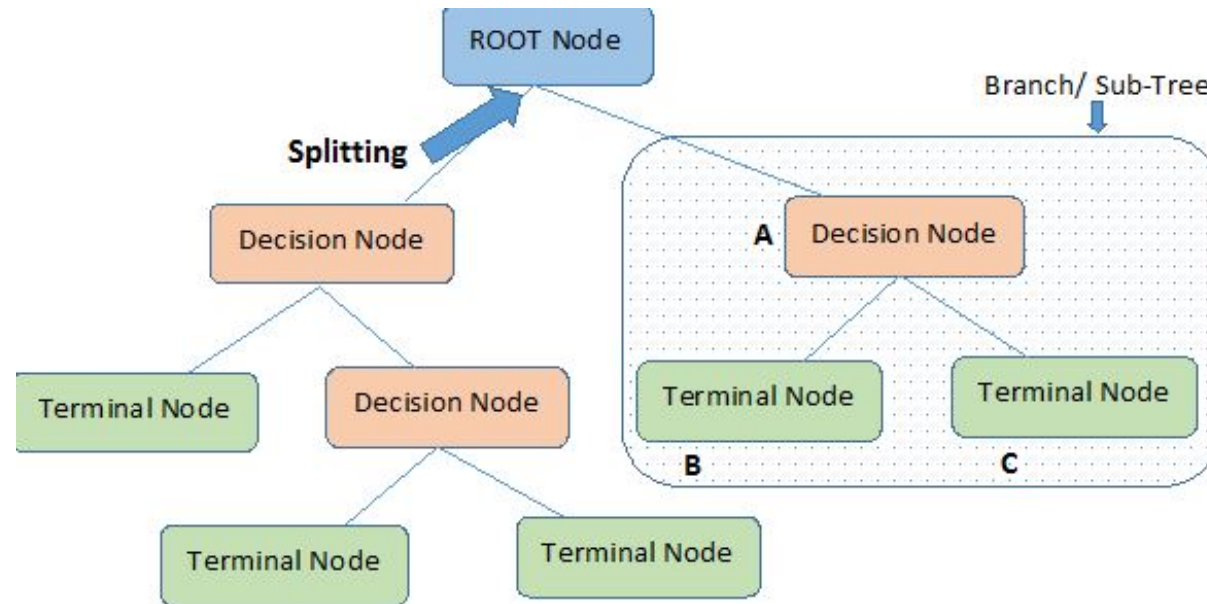 ROOT Node
Branch/ Sub-Tree
Splitting
Decision Node
A
Decision Node
Terminal Node
Decision Node
Terminal Node
Terminal Node
B
C
Terminal Node
Terminal Node